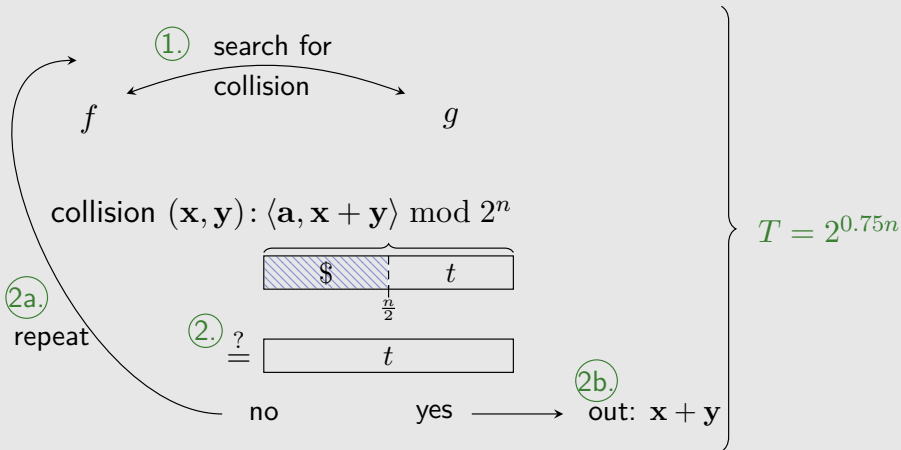 1. search for
collision
f g
collision (x, y): ⟨a, x + y⟩ mod 2^n
T = 2^{0.75n}
$ t
n/2
2a.
repeat
2. ?= t
2b.
no yes out: x + y